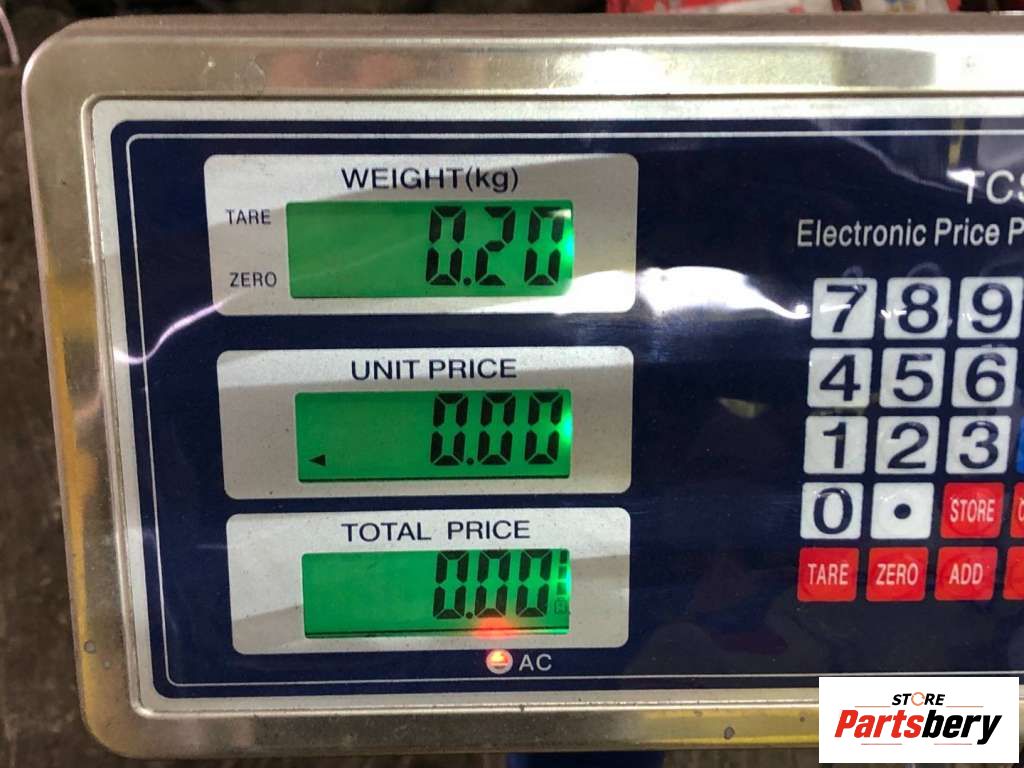 WEIGHT(kg)
TARE
0.20
ZERO
UNIT PRICE
0.00
TOTAL PRICE
0.00
AC
Electronic Price
7 8 9
4 5 6
1 2 3
0 . STORE
TARE ZERO ADD
STORE
Partsbery